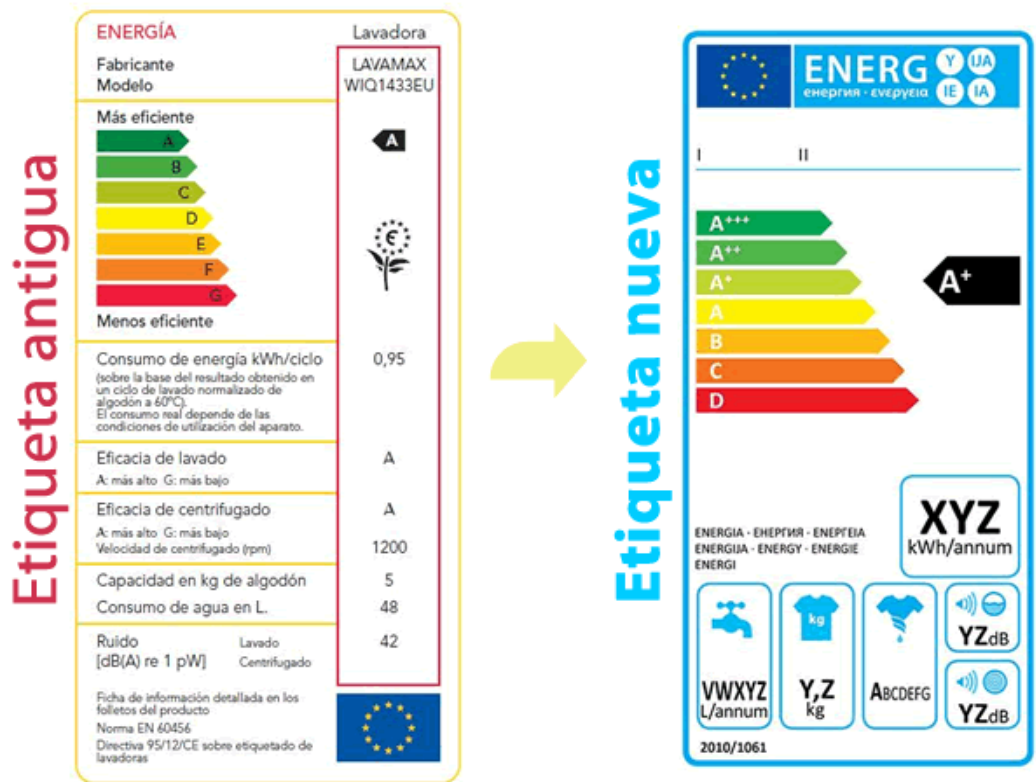 Etiqueta antigua
ENERGÍA Lavadora
Fabricante LAVAMAX
Modelo WIQ1433EU
Más eficiente
A A
B
C
D
E
F
G
Menos eficiente
Consumo de energía kWh/ciclo 0,95
(sobre la base del resultado obtenido en
un ciclo de lavado normalizado de
algodón a 60ºC).
El consumo real depende de las
condiciones de utilización del aparato.
Eficacia de lavado A
A: más alto G: más bajo
Eficacia de centrifugado A
A: más alto G: más bajo
Velocidad de centrifugado (rpm) 1200
Capacidad en kg de algodón 5
Consumo de agua en L. 48
Ruido Lavado 42
[dB(A) re 1 pW] Centrifugado
Ficha de información detallada en los
folletos del producto
Norma EN 60456
Directiva 95/12/CE sobre etiquetado de
lavadoras
Etiqueta nueva
ENERG Y IJA
енергия · ενεργεια IE IA
I II
A+++
A++
A+ A+
A
B
C
D
XYZ
kWh/annum
ENERGIA · ЕНЕРГИЯ · ΕΝΕΡΓΕΙΑ
ENERGIJA · ENERGY · ENERGIE
ENERGI
kg
VWXYZ
L/annum
Y,Z
kg
ABCDEFG
YZdB
YZdB
2010/1061